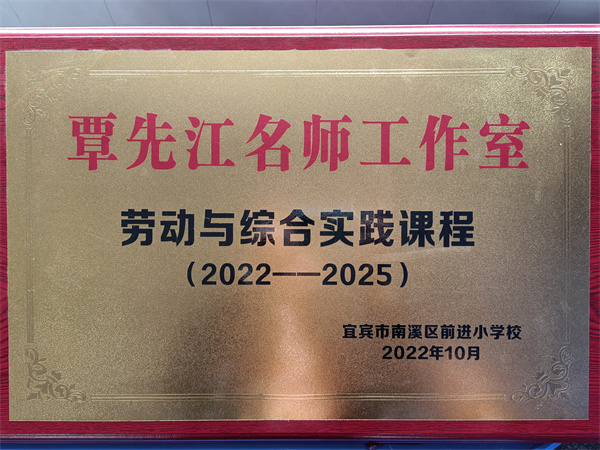 覃先江名师工作室
劳动与综合实践课程
（2022——2025）
宜宾市南溪区前进小学校
2022年10月